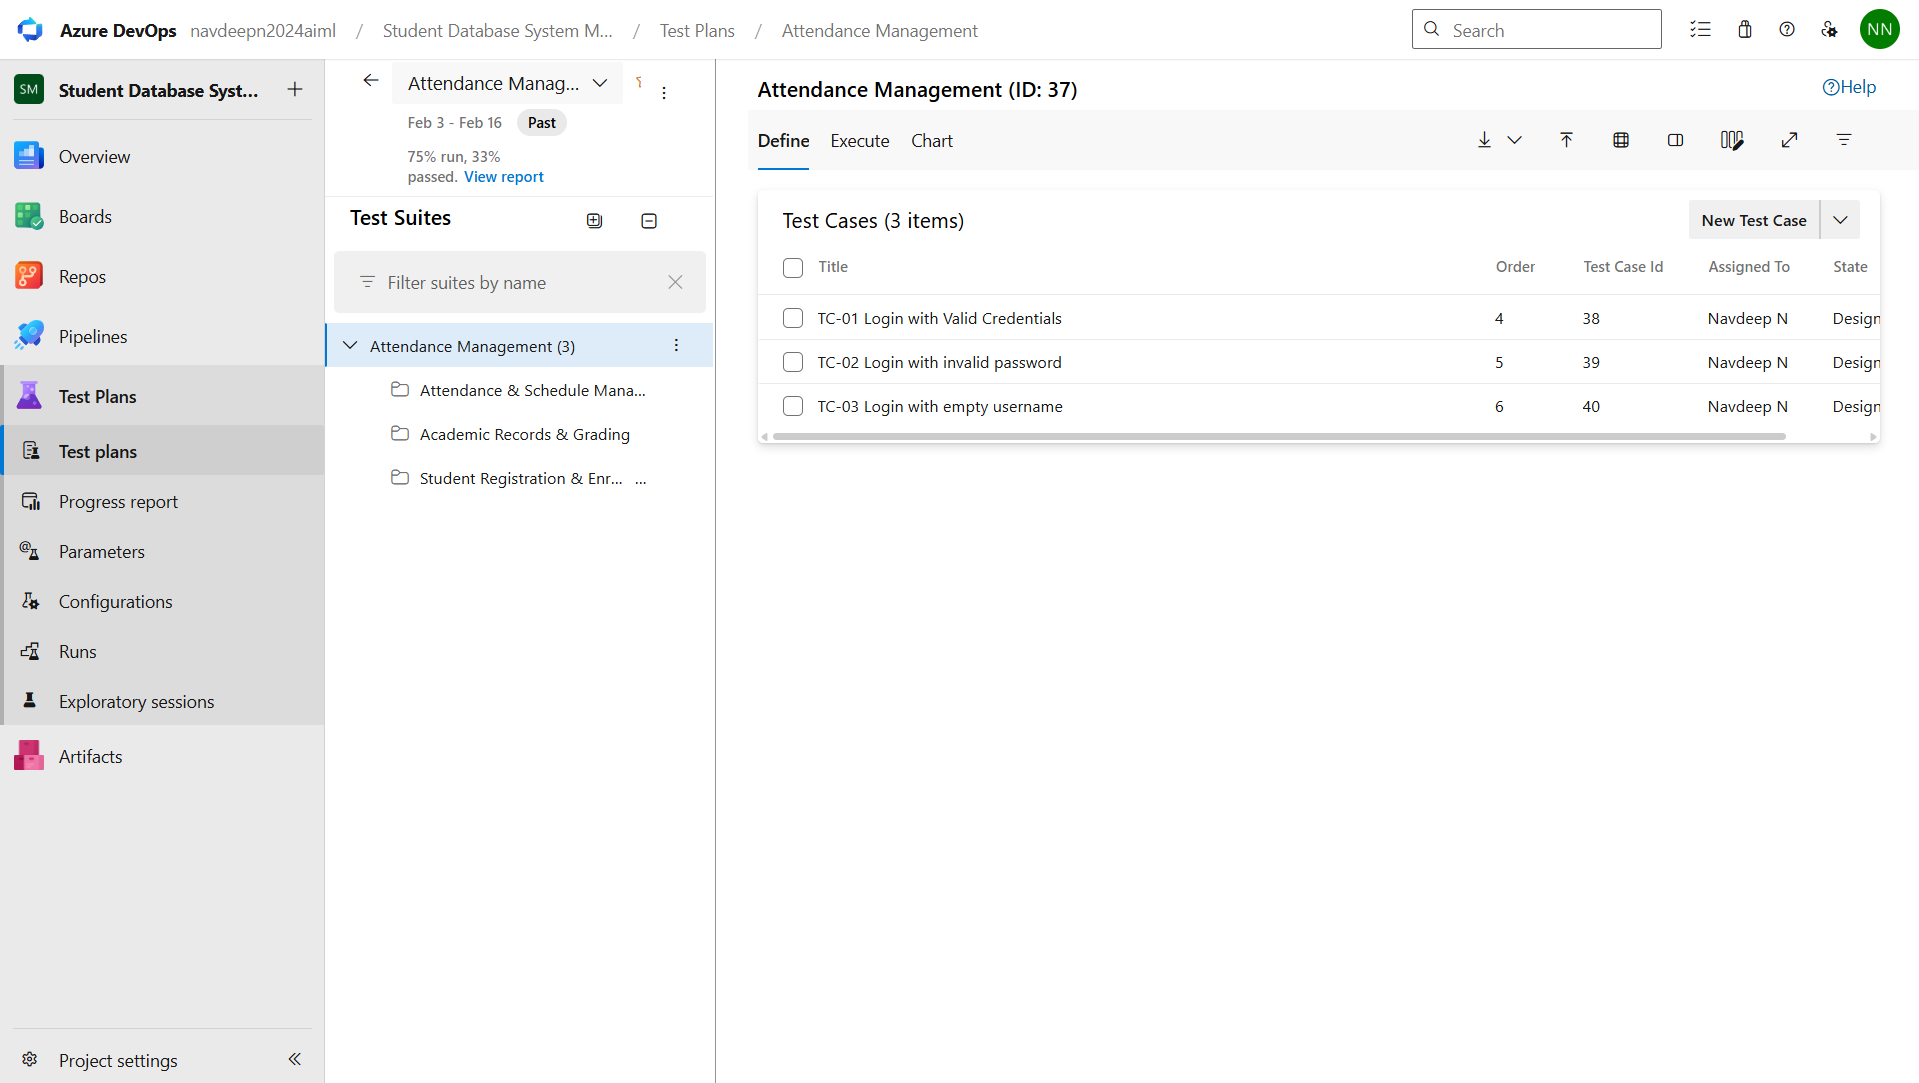 Azure DevOps navdeepn2024aiml / Student Database System M... / Test Plans / Attendance Management
Search
NN
SM Student Database Syst...
Overview
Boards
Repos
Pipelines
Test Plans
Test plans
Progress report
Parameters
Configurations
Runs
Exploratory sessions
Artifacts
Project settings
Attendance Manag...
Feb 3 - Feb 16 Past
75% run, 33%
passed. View report
Test Suites
Filter suites by name
Attendance Management (3)
Attendance & Schedule Mana...
Academic Records & Grading
Student Registration & Enr... ...
Attendance Management (ID: 37)
Help
Define Execute Chart
Test Cases (3 items)
New Test Case
Title Order Test Case Id Assigned To State
TC-01 Login with Valid Credentials 4 38 Navdeep N Design
TC-02 Login with invalid password 5 39 Navdeep N Design
TC-03 Login with empty username 6 40 Navdeep N Design